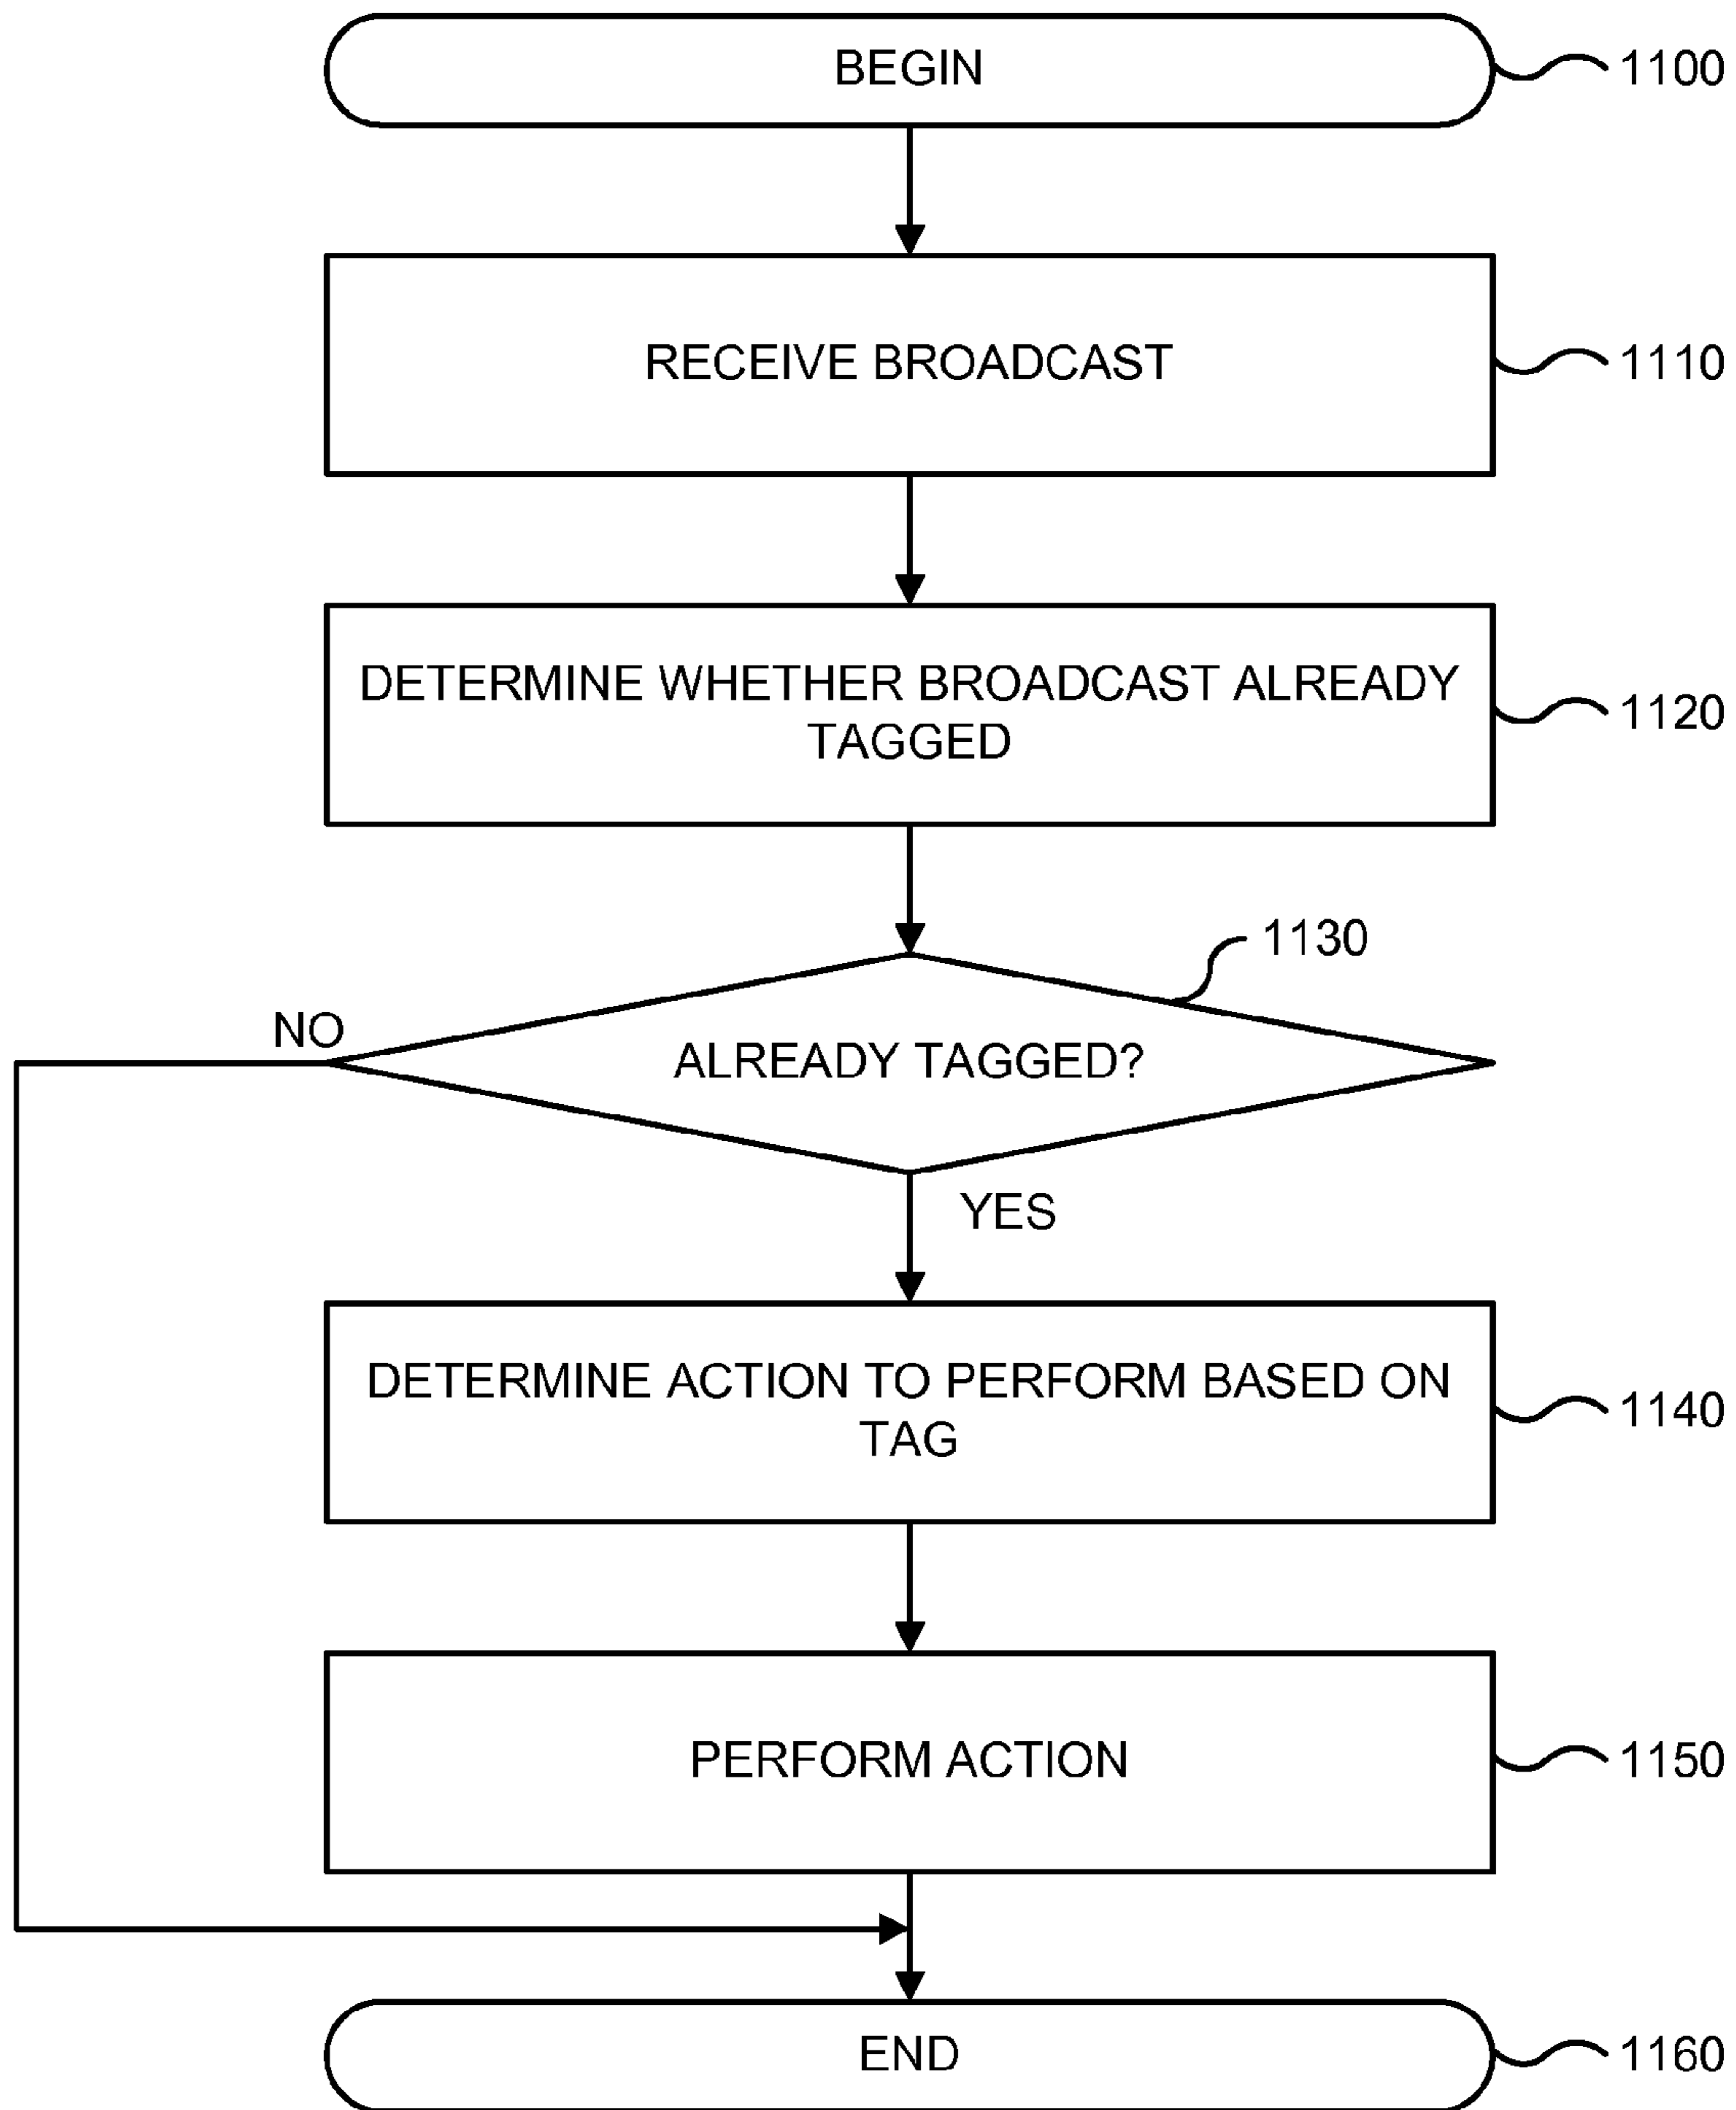 BEGIN
1100
RECEIVE BROADCAST
1110
DETERMINE WHETHER BROADCAST ALREADY
TAGGED
1120
1130
NO
ALREADY TAGGED?
YES
DETERMINE ACTION TO PERFORM BASED ON
TAG
1140
PERFORM ACTION
1150
END
1160